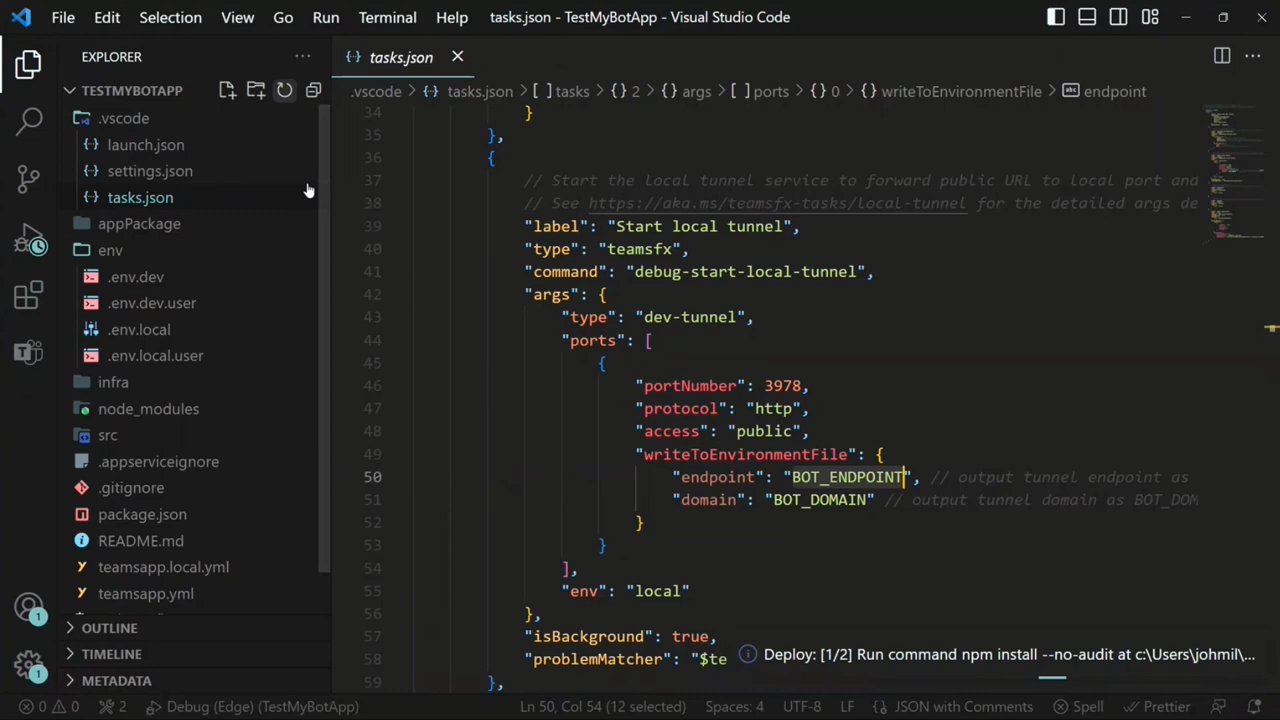 File Edit Selection View Go Run Terminal Help tasks.json - TestMyBotApp - Visual Studio Code
EXPLORER
TESTMYBOTAPP
.vscode
launch.json
settings.json
tasks.json
appPackage
env
.env.dev
.env.dev.user
.env.local
.env.local.user
infra
node_modules
src
.appserviceignore
.gitignore
package.json
README.md
teamsapp.local.yml
teamsapp.yml
OUTLINE
TIMELINE
METADATA
tasks.json
.vscode > tasks.json > [ ] tasks > {} 2 > {} args > [ ] ports > {} 0 > {} writeToEnvironmentFile > abc endpoint
34 }
35 },
36 {
37 // Start the local tunnel service to forward public URL to local port and
38 // See https://aka.ms/teamsfx-tasks/local-tunnel for the detailed args de
39 "label": "Start local tunnel",
40 "type": "teamsfx",
41 "command": "debug-start-local-tunnel",
42 "args": {
43 "type": "dev-tunnel",
44 "ports": [
45 {
46 "portNumber": 3978,
47 "protocol": "http",
48 "access": "public",
49 "writeToEnvironmentFile": {
50 "endpoint": "BOT_ENDPOINT", // output tunnel endpoint as
51 "domain": "BOT_DOMAIN" // output tunnel domain as BOT_DOM
52 }
53 }
54 ],
55 "env": "local"
56 },
57 "isBackground": true,
58 "problemMatcher": "$te
59 },
Deploy: [1/2] Run command npm install --no-audit at c:\Users\johmil\...
1
1
0 0 2 Debug (Edge) (TestMyBotApp) Ln 50, Col 54 (12 selected) Spaces: 4 UTF-8 LF {} JSON with Comments Spell Prettier